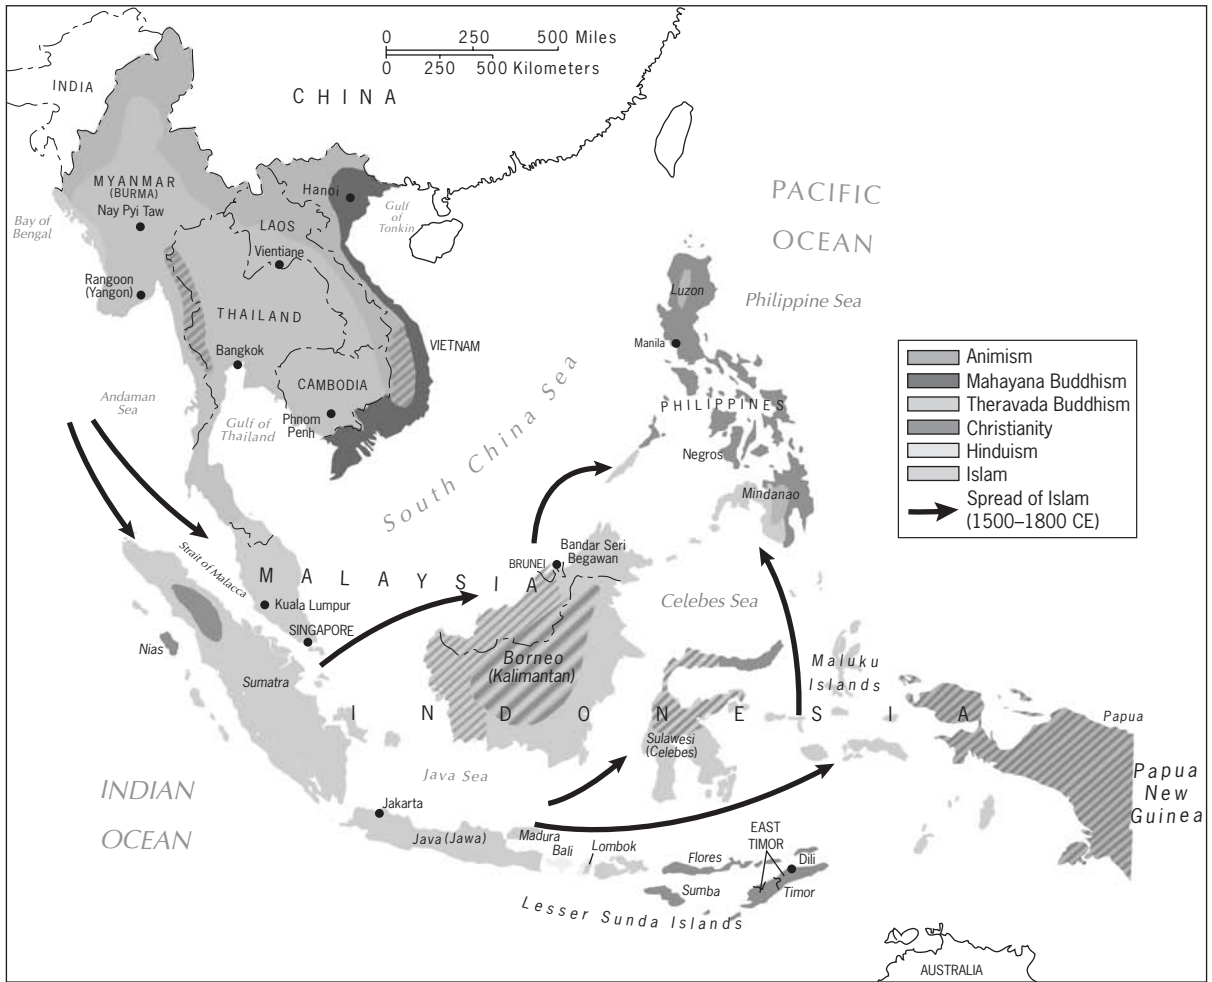 0 250 500 Miles
0 250 500 Kilometers
INDIA
CHINA
MYANMAR
(BURMA)
Nay Pyi Taw
Hanoi
Gulf
of
Tonkin
Bay of
Bengal
LAOS
Vientiane
Rangoon
(Yangon)
THAILAND
Bangkok
VIETNAM
CAMBODIA
Phnom
Penh
Andaman
Sea
Gulf of
Thailand
South China Sea
PACIFIC
OCEAN
Philippine Sea
Luzon
Manila
PHILIPPINES
Negros
Mindanao
Animism
Mahayana Buddhism
Theravada Buddhism
Christianity
Hinduism
Islam
Spread of Islam
(1500–1800 CE)
Strait of Malacca
MALAYSIA
BRUNEI
Bandar Seri
Begawan
Kuala Lumpur
SINGAPORE
Nias
Sumatra
Borneo
(Kalimantan)
Celebes Sea
Maluku
Islands
INDONESIA
Sulawesi
(Celebes)
Papua
Papua
New
Guinea
INDIAN
OCEAN
Java Sea
Jakarta
Java (Jawa)
Madura
Bali
Lombok
Flores
EAST
TIMOR
Dili
Sumba
Timor
Lesser Sunda Islands
AUSTRALIA